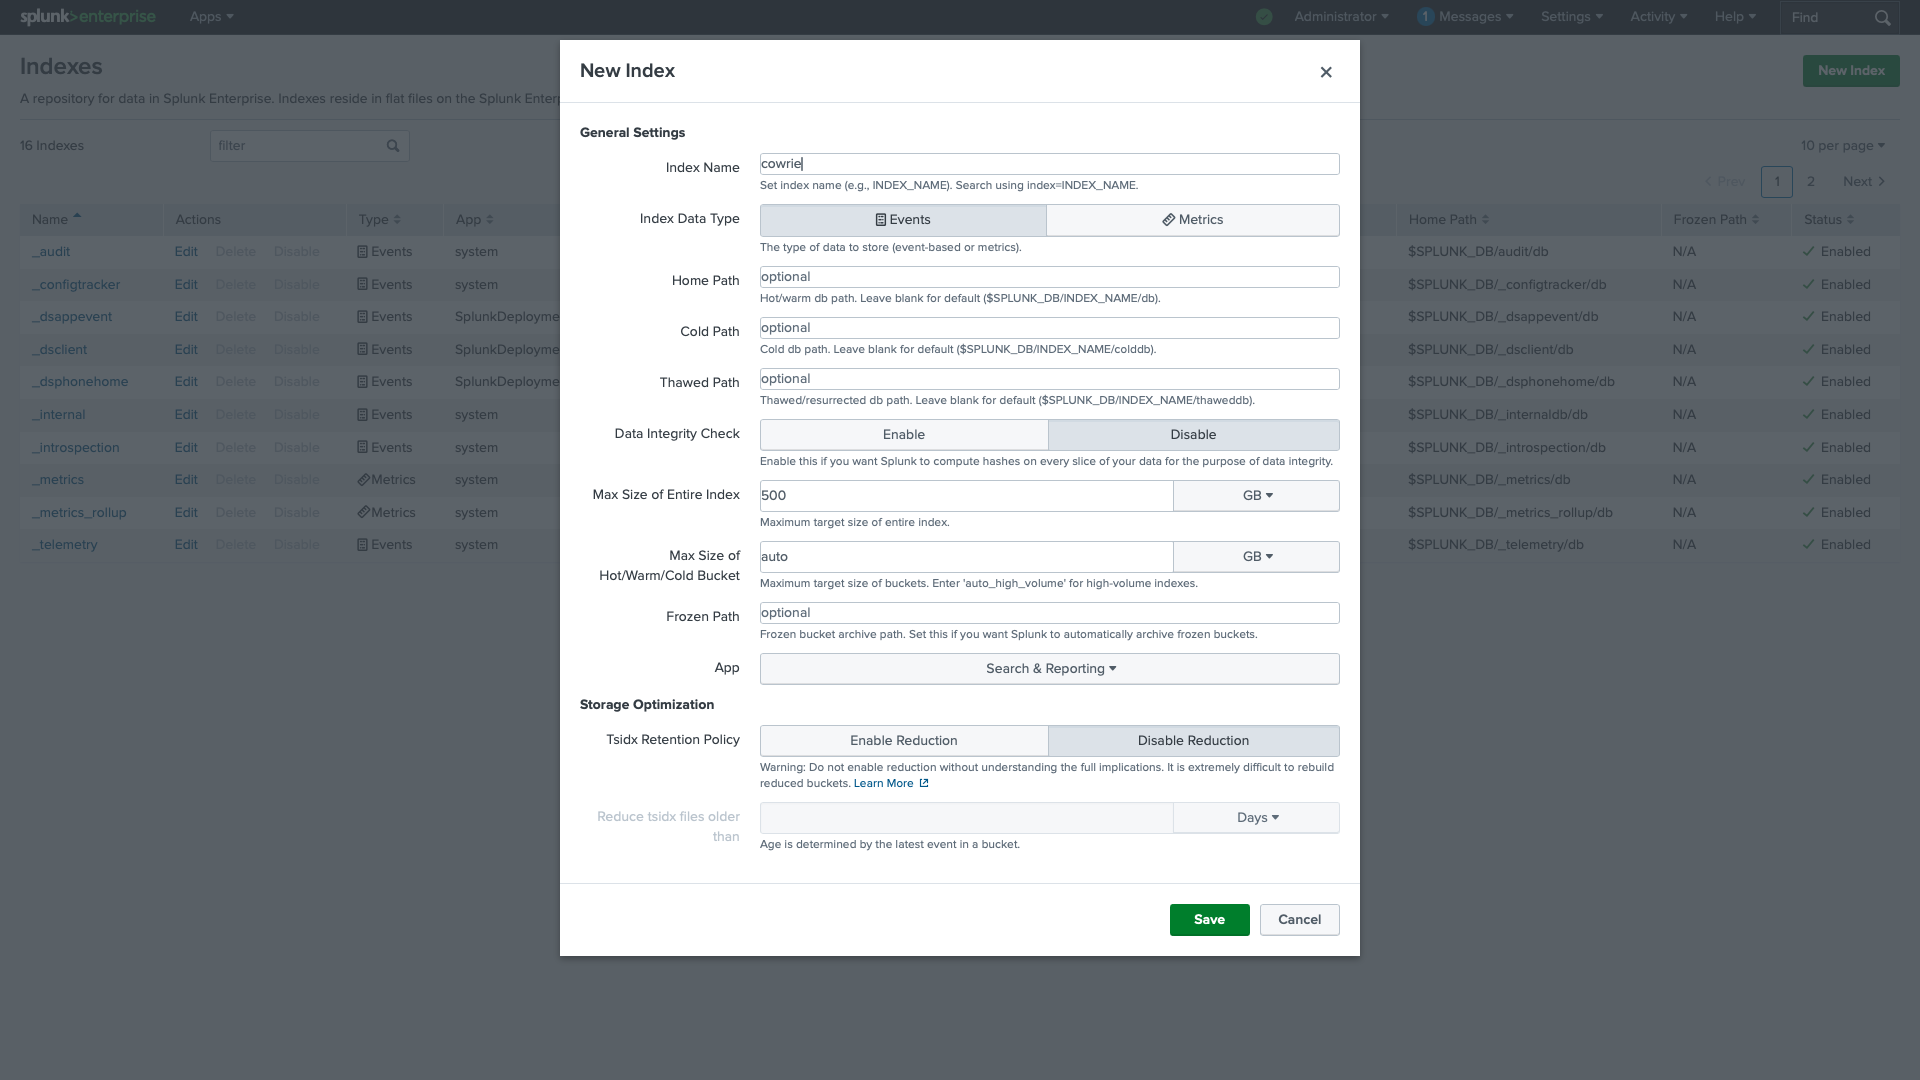 splunk>enterprise Apps Administrator 1 Messages Settings Activity Help Find
Indexes
New Index
A repository for data in Splunk Enterprise. Indexes reside in flat files on the Splunk Enterp
16 Indexes filter 10 per page
Prev 1 2 Next
Name Actions Type App Home Path Frozen Path Status
_audit Edit Delete Disable Events system $SPLUNK_DB/audit/db N/A Enabled
_configtracker Edit Delete Disable Events system $SPLUNK_DB/_configtracker/db N/A Enabled
_dsappevent Edit Delete Disable Events SplunkDeployme $SPLUNK_DB/_dsappevent/db N/A Enabled
_dsclient Edit Delete Disable Events SplunkDeployme $SPLUNK_DB/_dsclient/db N/A Enabled
_dsphonehome Edit Delete Disable Events SplunkDeployme $SPLUNK_DB/_dsphonehome/db N/A Enabled
_internal Edit Delete Disable Events system $SPLUNK_DB/_internaldb/db N/A Enabled
_introspection Edit Delete Disable Events system $SPLUNK_DB/_introspection/db N/A Enabled
_metrics Edit Delete Disable Metrics system $SPLUNK_DB/_metrics/db N/A Enabled
_metrics_rollup Edit Delete Disable Metrics system $SPLUNK_DB/_metrics_rollup/db N/A Enabled
_telemetry Edit Delete Disable Events system $SPLUNK_DB/_telemetry/db N/A Enabled
New Index
General Settings
Index Name cowrie
Set index name (e.g., INDEX_NAME). Search using index=INDEX_NAME.
Index Data Type Events Metrics
The type of data to store (event-based or metrics).
Home Path optional
Hot/warm db path. Leave blank for default ($SPLUNK_DB/INDEX_NAME/db).
Cold Path optional
Cold db path. Leave blank for default ($SPLUNK_DB/INDEX_NAME/colddb).
Thawed Path optional
Thawed/resurrected db path. Leave blank for default ($SPLUNK_DB/INDEX_NAME/thaweddb).
Data Integrity Check Enable Disable
Enable this if you want Splunk to compute hashes on every slice of your data for the purpose of data integrity.
Max Size of Entire Index 500 GB
Maximum target size of entire index.
Max Size of
Hot/Warm/Cold Bucket auto GB
Maximum target size of buckets. Enter 'auto_high_volume' for high-volume indexes.
Frozen Path optional
Frozen bucket archive path. Set this if you want Splunk to automatically archive frozen buckets.
App Search & Reporting
Storage Optimization
Tsidx Retention Policy Enable Reduction Disable Reduction
Warning: Do not enable reduction without understanding the full implications. It is extremely difficult to rebuild
reduced buckets. Learn More
Reduce tsidx files older
than Days
Age is determined by the latest event in a bucket.
Save Cancel